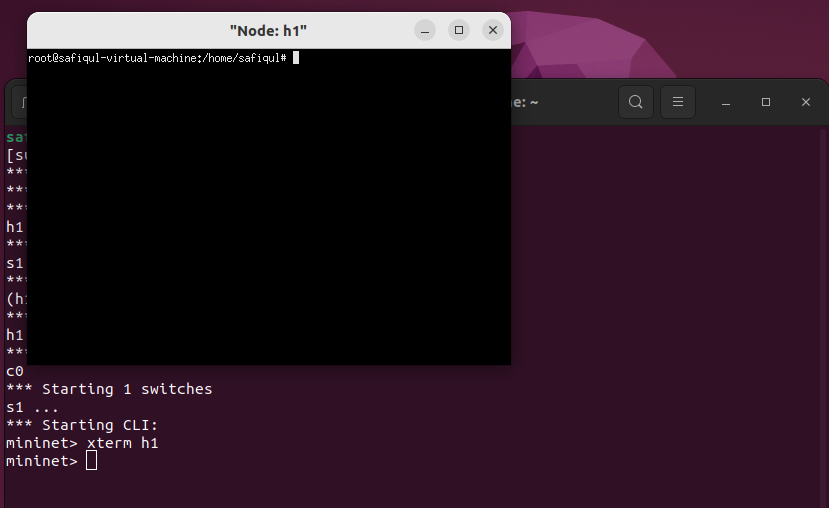 "Node: h1"
root@safiqul-virtual-machine:/home/safiqul#
~
[s
***
***
***
h1
***
s1
***
(h1
***
h1
***
c0
*** Starting 1 switches
s1 ...
*** Starting CLI:
mininet> xterm h1
mininet>